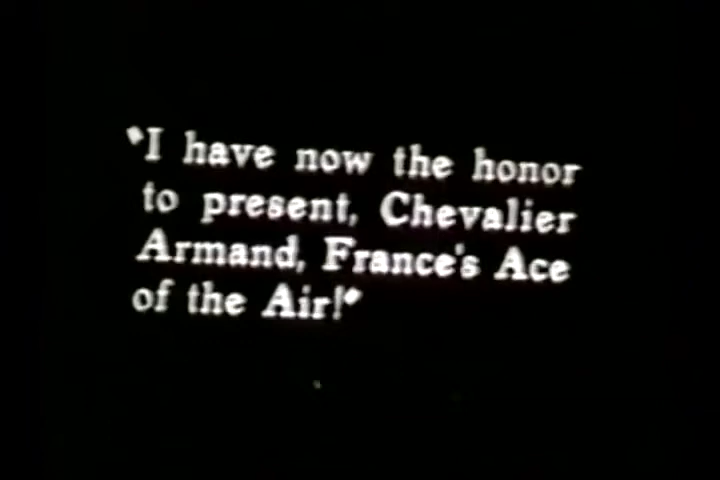 "I have now the honor
to present, Chevalier
Armand, France's Ace
of the Air!"